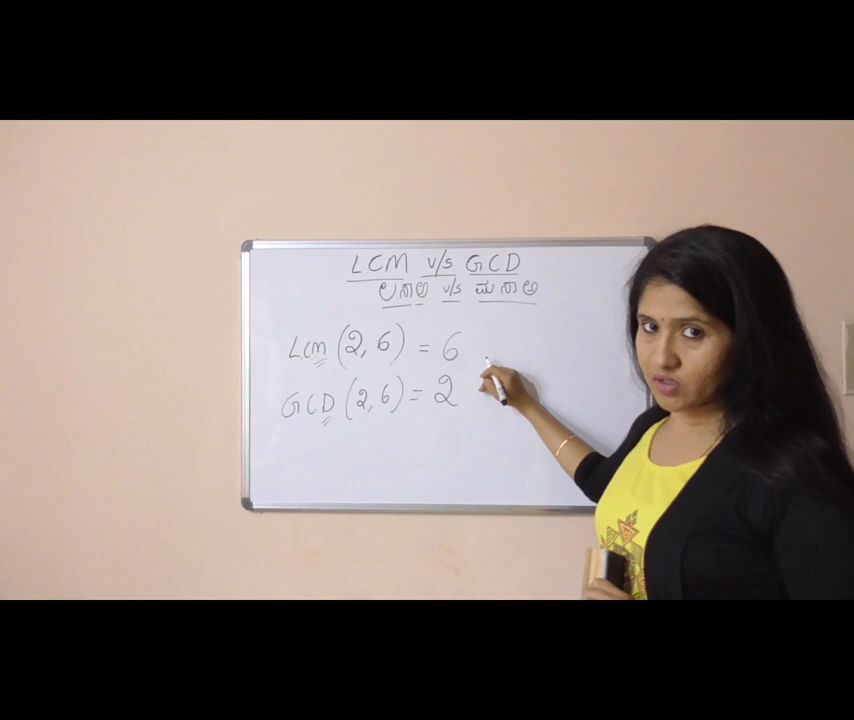 LCM v/s GCD
ಲಸಾಅ v/s ಮಸಾಅ
LCM (2, 6) = 6
GCD (2, 6) = 2